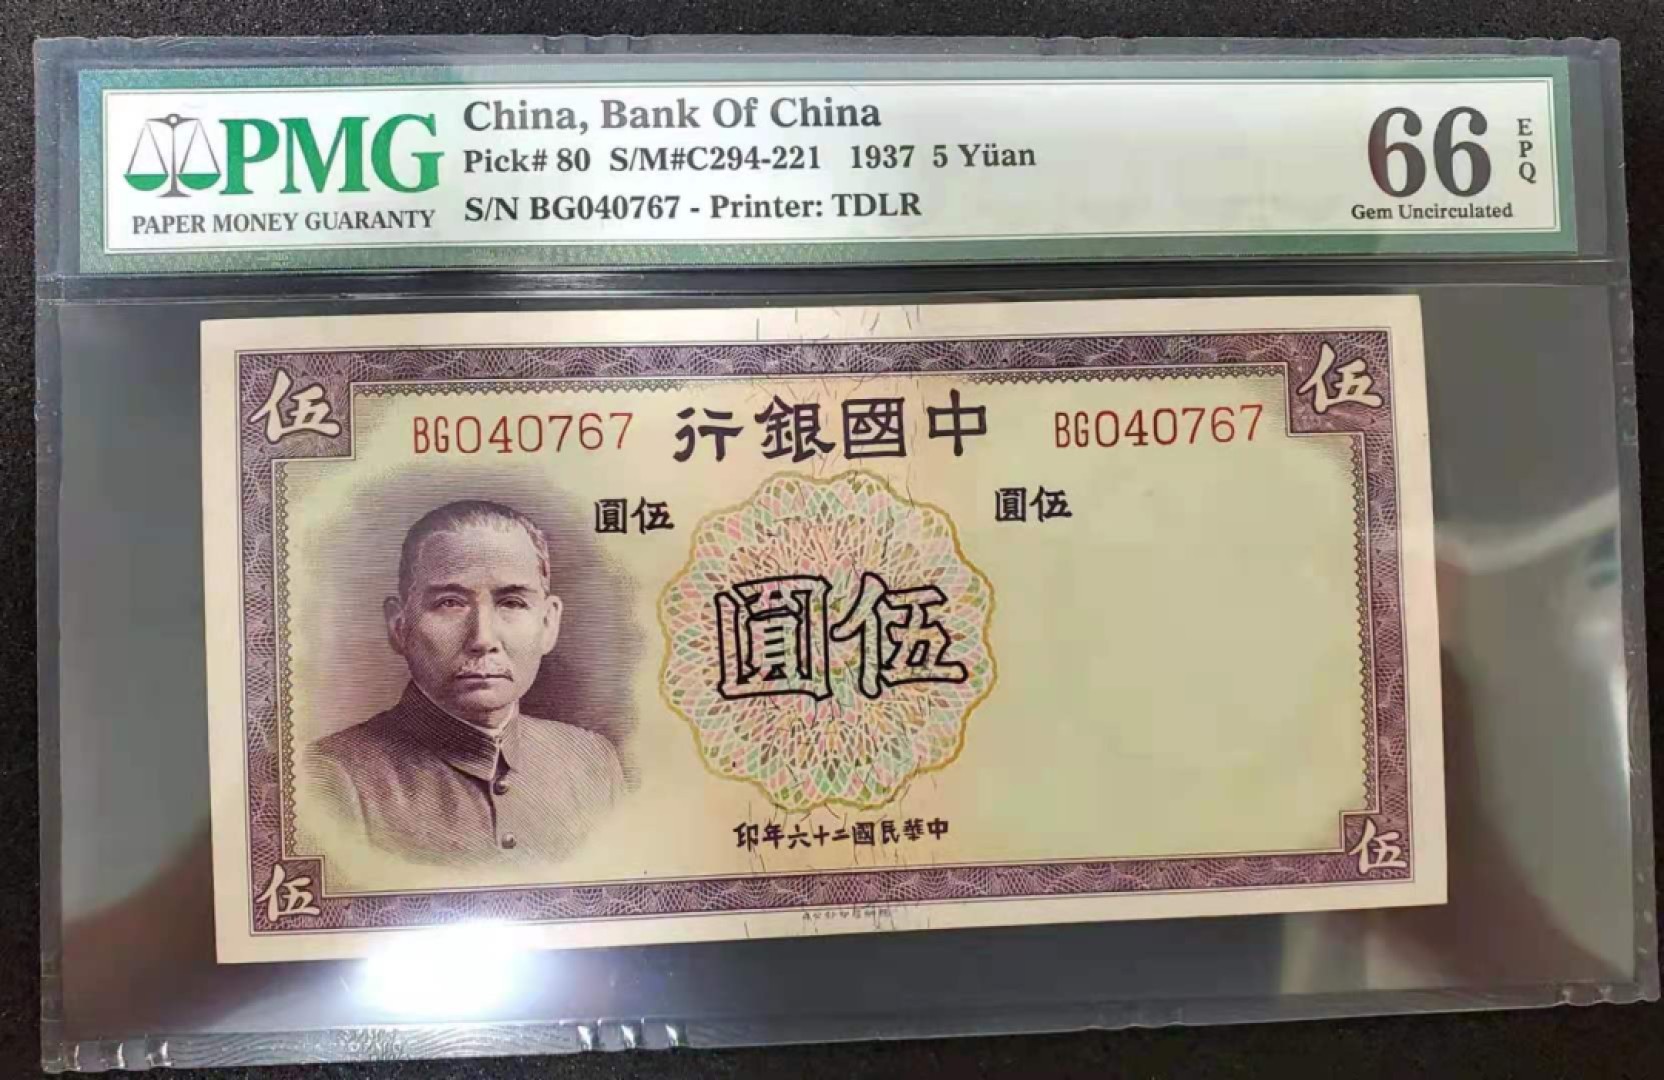 PMG
PAPER MONEY GUARANTY
China, Bank Of China
Pick# 80 S/M#C294-221 1937 5 Yüan
S/N BG040767 - Printer: TDLR
66
EPQ
Gem Uncirculated
伍
伍
BG040767
行銀國中
BG040767
圓伍
圓伍
圓伍
印年六十二國民華中
伍
伍